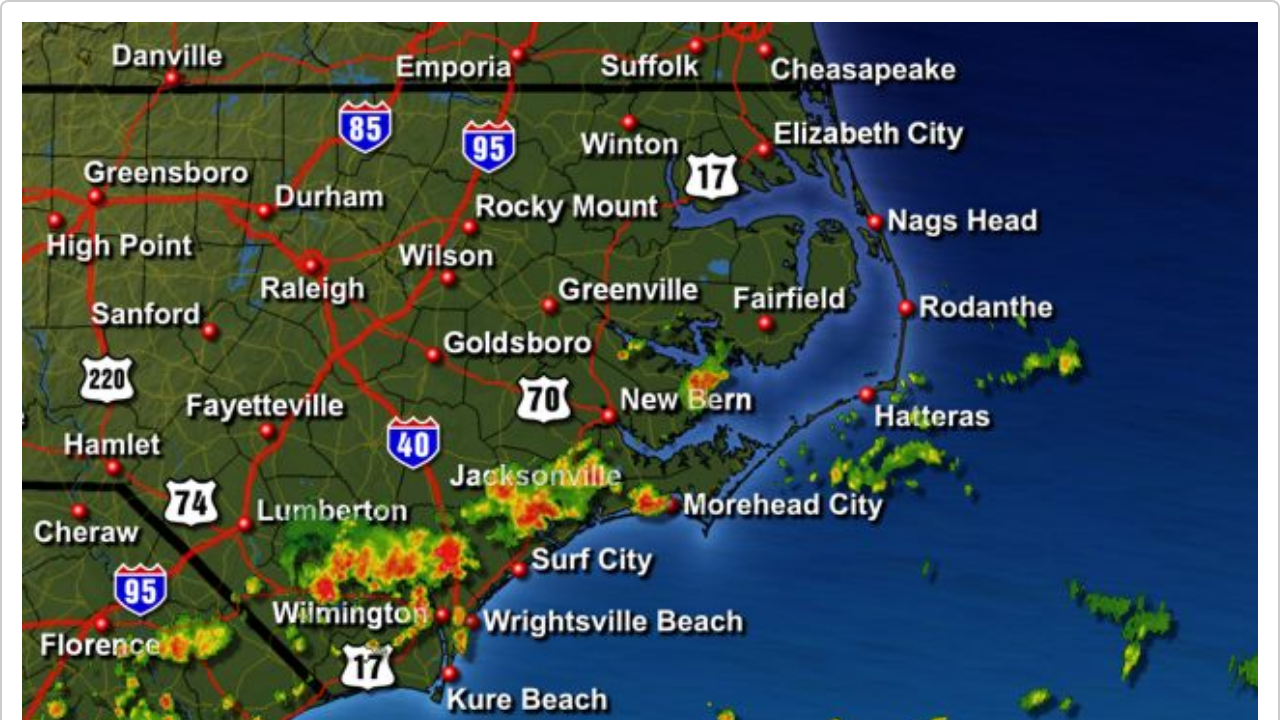 Danville
Emporia
Suffolk
Cheasapeake
85
95
Winton
Elizabeth City
17
Greensboro
Durham
Rocky Mount
Nags Head
High Point
Wilson
Raleigh
Greenville
Fairfield
Rodanthe
Sanford
Goldsboro
220
70
New Bern
Fayetteville
Hatteras
Hamlet
40
Jacksonville
74
Lumberton
Morehead City
Cheraw
Surf City
95
Wilmington
Wrightsville Beach
Florence
17
Kure Beach